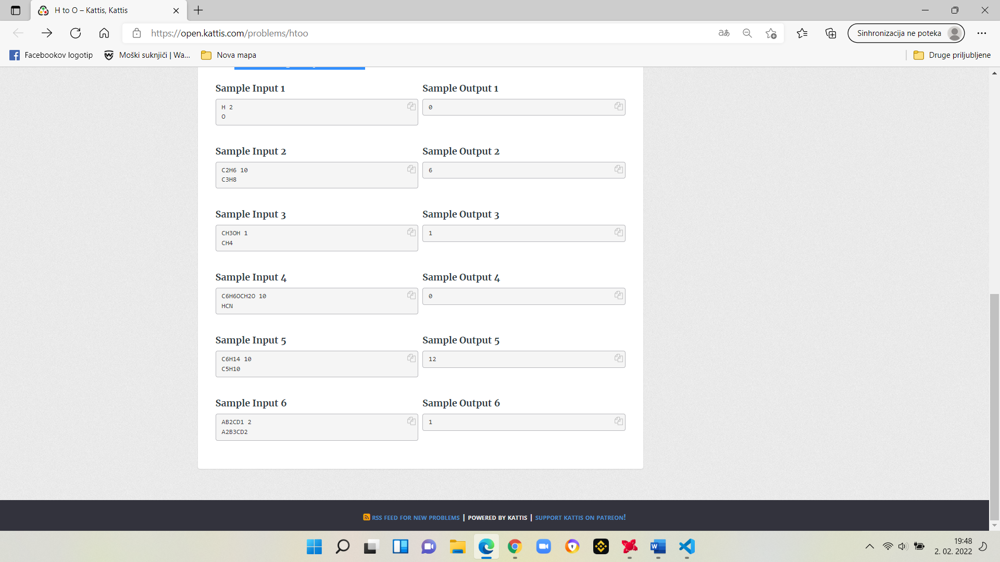 H to O – Kattis, Kattis
https://open.kattis.com/problems/htoo
Sinhronizacija ne poteka
Facebookov logotip
Moški suknjiči | Wa...
Nova mapa
Druge priljubljene
Sample Input 1
Sample Output 1
H 2
O
0
Sample Input 2
Sample Output 2
C2H6 10
C3H8
6
Sample Input 3
Sample Output 3
CH3OH 1
CH4
1
Sample Input 4
Sample Output 4
C6H6OCH2O 10
HCN
0
Sample Input 5
Sample Output 5
C6H14 10
C5H10
12
Sample Input 6
Sample Output 6
AB2CD1 2
A2B3CD2
1
RSS FEED FOR NEW PROBLEMS | POWERED BY KATTIS | SUPPORT KATTIS ON PATREON!
19:48
2. 02. 2022